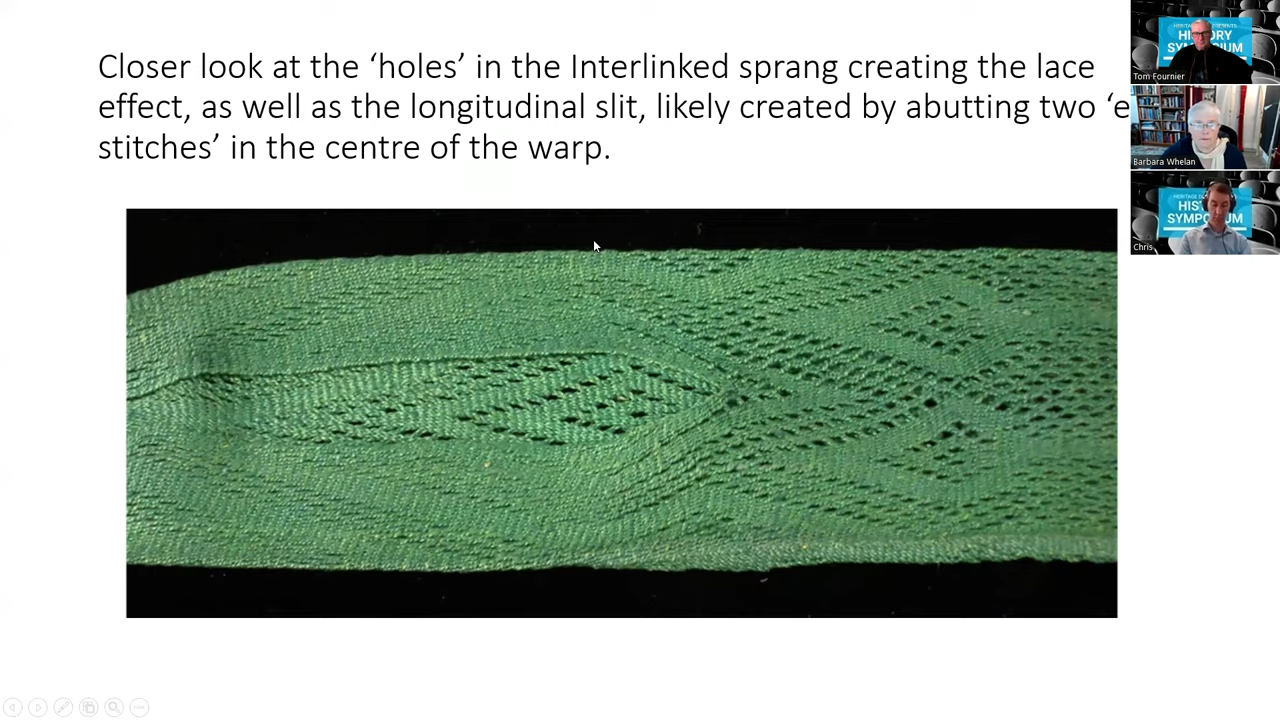 Closer look at the ‘holes’ in the Interlinked sprang creating the lace
effect, as well as the longitudinal slit, likely created by abutting two ‘e
stitches’ in the centre of the warp.
Tom Fournier
Barbara Whelan
Chris